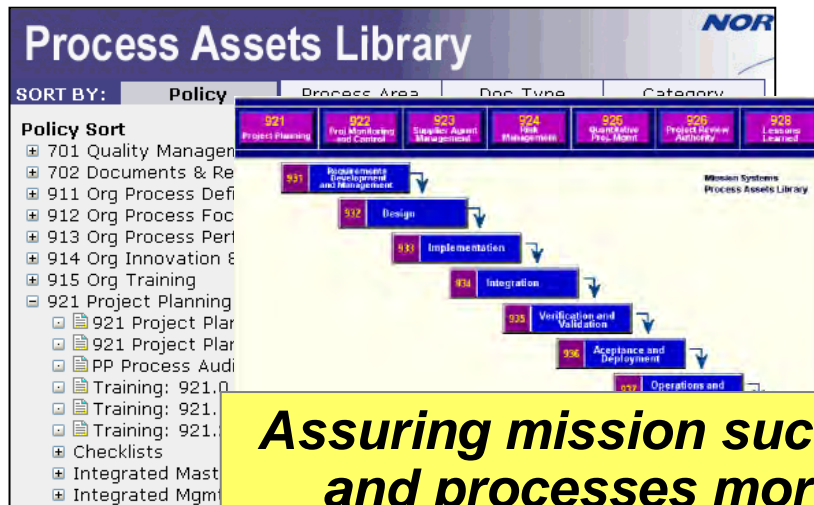 Process Assets Library
NOR
SORT BY: Policy Process Area Doc Type Category
Policy Sort
701 Quality Managem
702 Documents & Re
911 Org Process Defi
912 Org Process Foc
913 Org Process Perf
914 Org Innovation &
915 Org Training
921 Project Planning
921 Project Plan
921 Project Plan
PP Process Audi
Training: 921.0
Training: 921.
Training: 921.
Checklists
Integrated Mast
Integrated Mgmt
921 Project Planning
922 Proj Monitoring and Control
923 Supplier Agmnt Management
924 Risk Management
925 Quantitative Proj. Mgmt
926 Project Review Authority
928 Lessons Learned
Mission Systems
Process Assets Library
931 Requirements Development and Management
932 Design
933 Implementation
934 Integration
935 Verification and Validation
936 Aceptance and Deployment
937 Operations and
Assuring mission suc
and processes mor